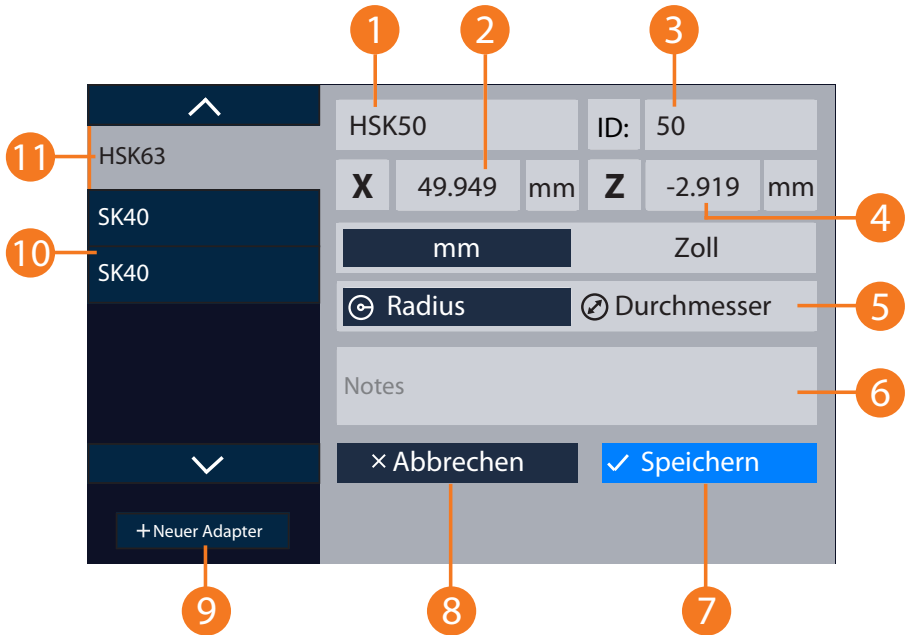 1 2 3
HSK50 ID: 50
11 HSK63
X 49.949 mm Z -2.919 mm
SK40 4
mm Zoll
10 SK40
Radius Durchmesser 5
Notes 6
× Abbrechen ✓ Speichern
+ Neuer Adapter
9 8 7